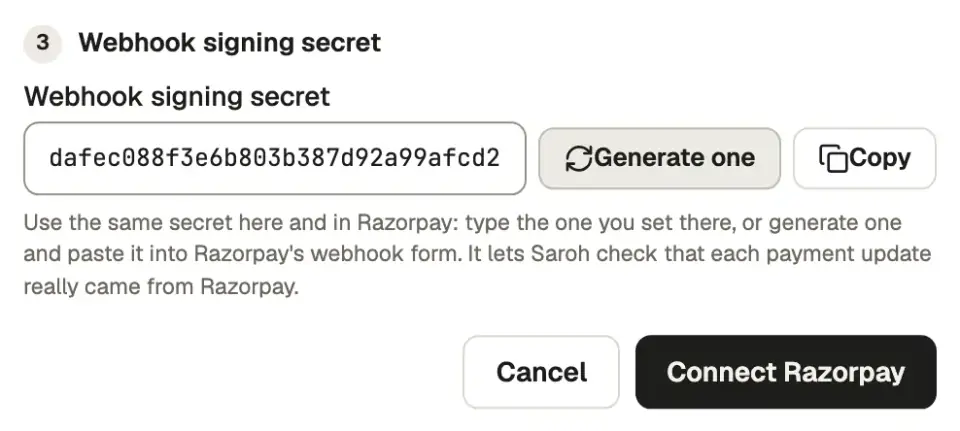 3 Webhook signing secret
Webhook signing secret
dafec088f3e6b803b387d92a99afcd2
Generate one
Copy
Use the same secret here and in Razorpay: type the one you set there, or generate one
and paste it into Razorpay's webhook form. It lets Saroh check that each payment update
really came from Razorpay.
Cancel
Connect Razorpay